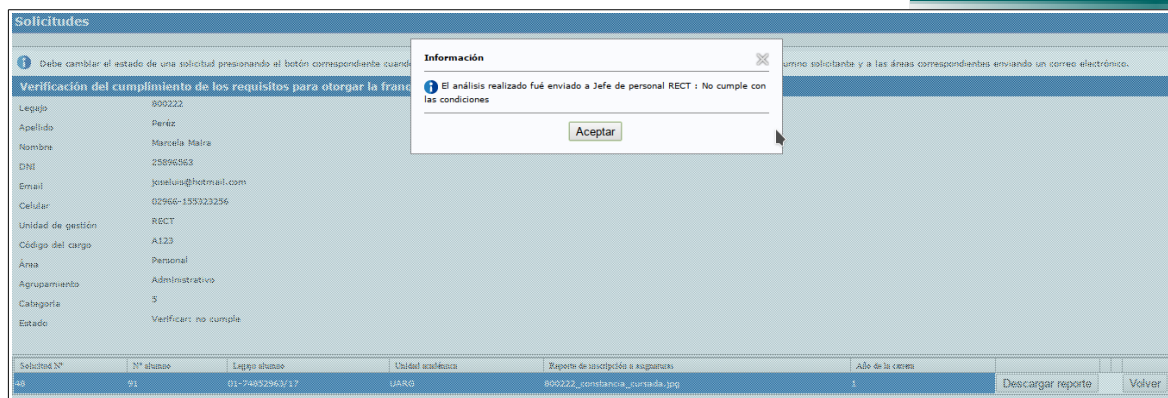 Solicitudes
Debe cambiar el estado de una solicitud presionando el botón correspondiente cuand
umno solicitante y a las áreas correspondientes enviando un correo electrónico.
Información
El análisis realizado fué enviado a Jefe de personal RECT : No cumple con
las condiciones
Aceptar
Verificación del cumplimiento de los requisitos para otorgar la franq
Legajo 800222
Apellido
Nombre Marcela Maira
DNI 25896563
Email joseluis@hotmail.com
Celular 02966-155323256
Unidad de gestión RECT
Código del cargo A123
Área Personal
Agrupamiento Administrativo
Categoría 5
Estado Verificar: no cumple
Solicitud Nº Nº alumno Legajo alumno Unidad académica Reporte de inscripción a asignaturas Año de la carrera
48 91 01-74852963/17 UARG 800222_constancia_cursada.jpg 1 Descargar reporte Volver